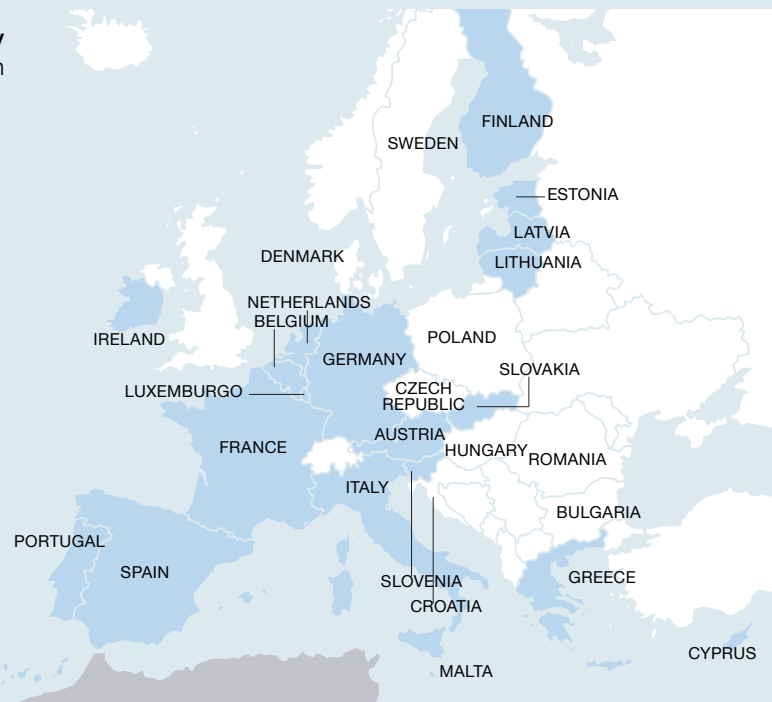 FINLAND
SWEDEN
ESTONIA
LATVIA
DENMARK
LITHUANIA
NETHERLANDS
BELGIUM
IRELAND
POLAND
GERMANY
SLOVAKIA
LUXEMBURGO
CZECH
REPUBLIC
AUSTRIA
FRANCE
HUNGARY
ROMANIA
ITALY
BULGARIA
PORTUGAL
SPAIN
SLOVENIA
GREECE
CROATIA
CYPRUS
MALTA